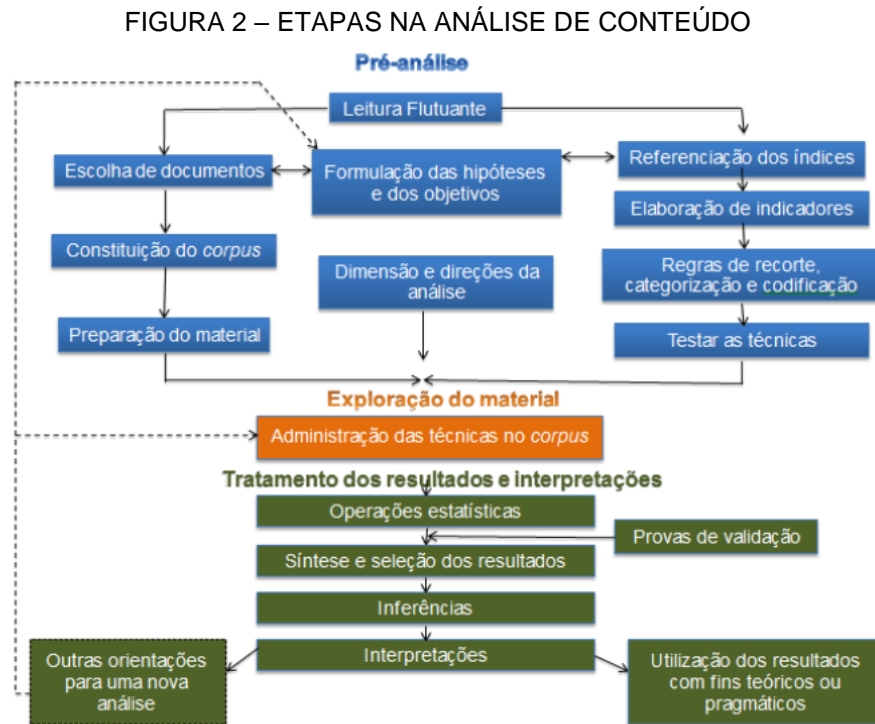 FIGURA 2 – ETAPAS NA ANÁLISE DE CONTEÚDO
Pré-análise
Leitura Flutuante
Escolha de documentos
Formulação das hipóteses
e dos objetivos
Referenciação dos índices
Elaboração de indicadores
Constituição do corpus
Dimensão e direções da
análise
Regras de recorte,
categorização e codificação
Preparação do material
Testar as técnicas
Exploração do material
Administração das técnicas no corpus
Tratamento dos resultados e interpretações
Operações estatísticas
Provas de validação
Síntese e seleção dos resultados
Inferências
Interpretações
Outras orientações
para uma nova
análise
Utilização dos resultados
com fins teóricos ou
pragmáticos